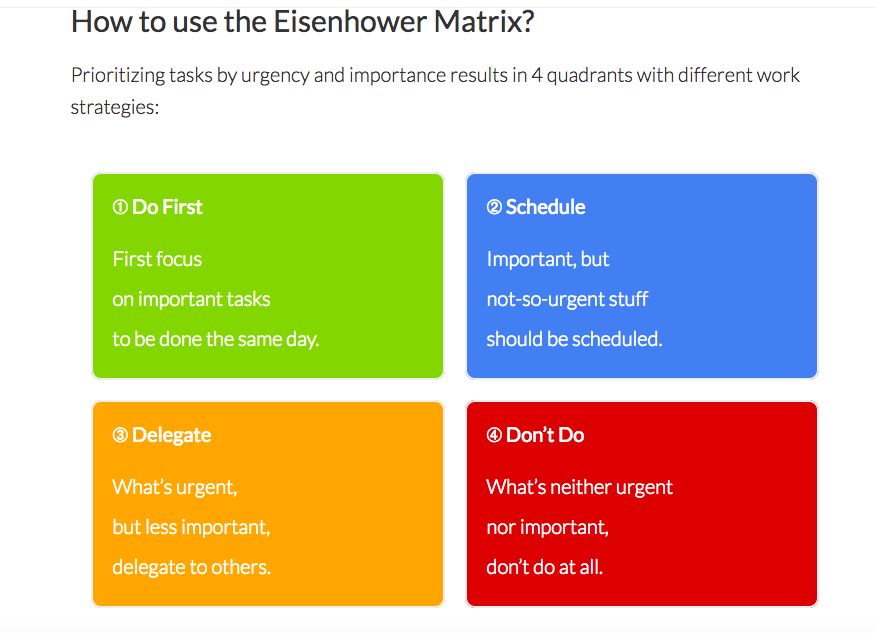 How to use the Eisenhower Matrix?
Prioritizing tasks by urgency and importance results in 4 quadrants with different work
strategies:
① Do First
First focus
on important tasks
to be done the same day.
② Schedule
Important, but
not-so-urgent stuff
should be scheduled.
③ Delegate
What’s urgent,
but less important,
delegate to others.
④ Don’t Do
What’s neither urgent
nor important,
don’t do at all.